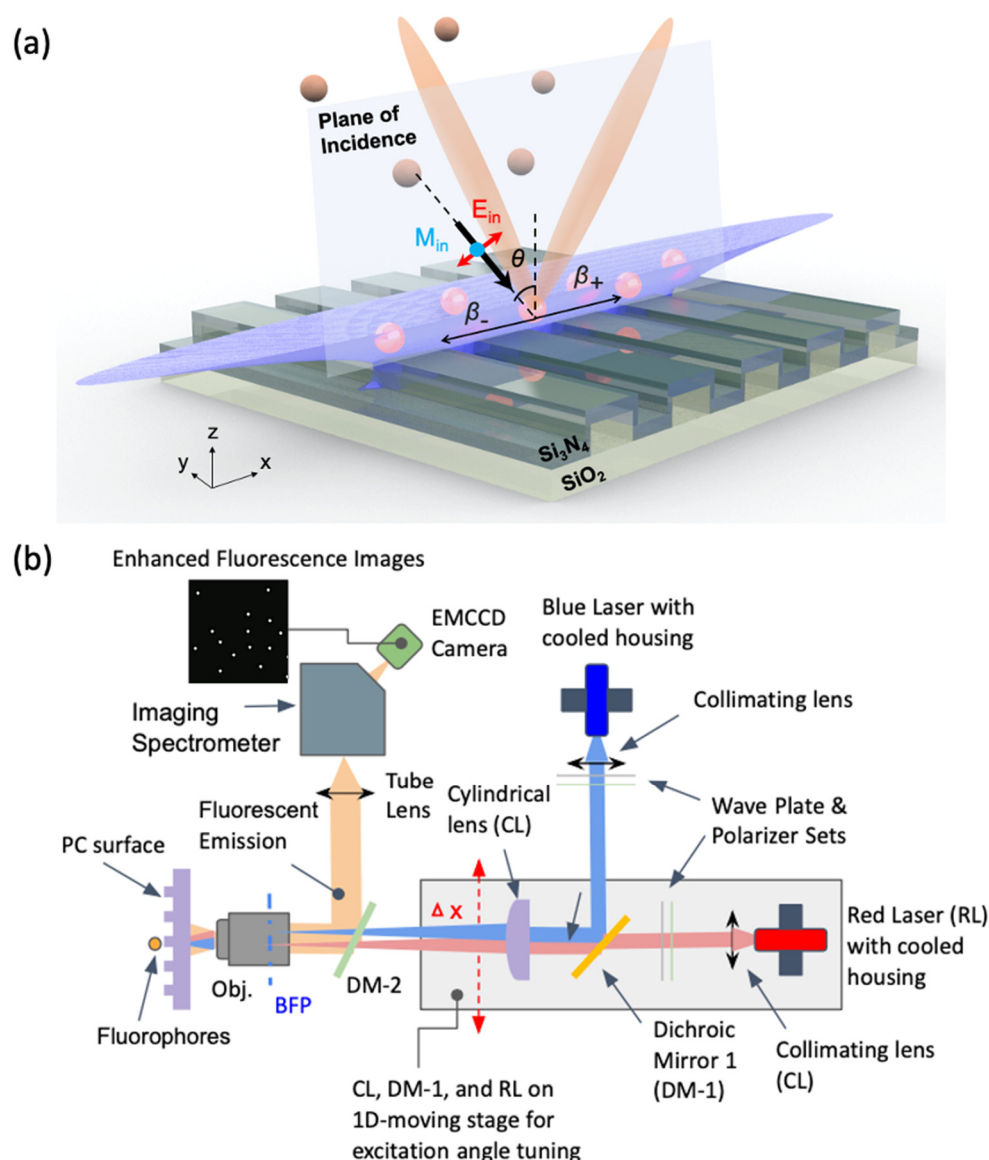 (a)
Plane of
Incidence
E_in
M_in
θ
β_-
β_+
z
y
x
Si₃N₄
SiO₂
(b)
Enhanced Fluorescence Images
EMCCD
Camera
Imaging
Spectrometer
Blue Laser with
cooled housing
Collimating lens
Tube
Lens
Cylindrical
lens (CL)
Wave Plate &
Polarizer Sets
Fluorescent
Emission
PC surface
Δ x
Red Laser (RL)
with cooled
housing
Obj.
BFP
DM-2
Fluorophores
Dichroic
Mirror 1
(DM-1)
Collimating lens
(CL)
CL, DM-1, and RL on
1D-moving stage for
excitation angle tuning